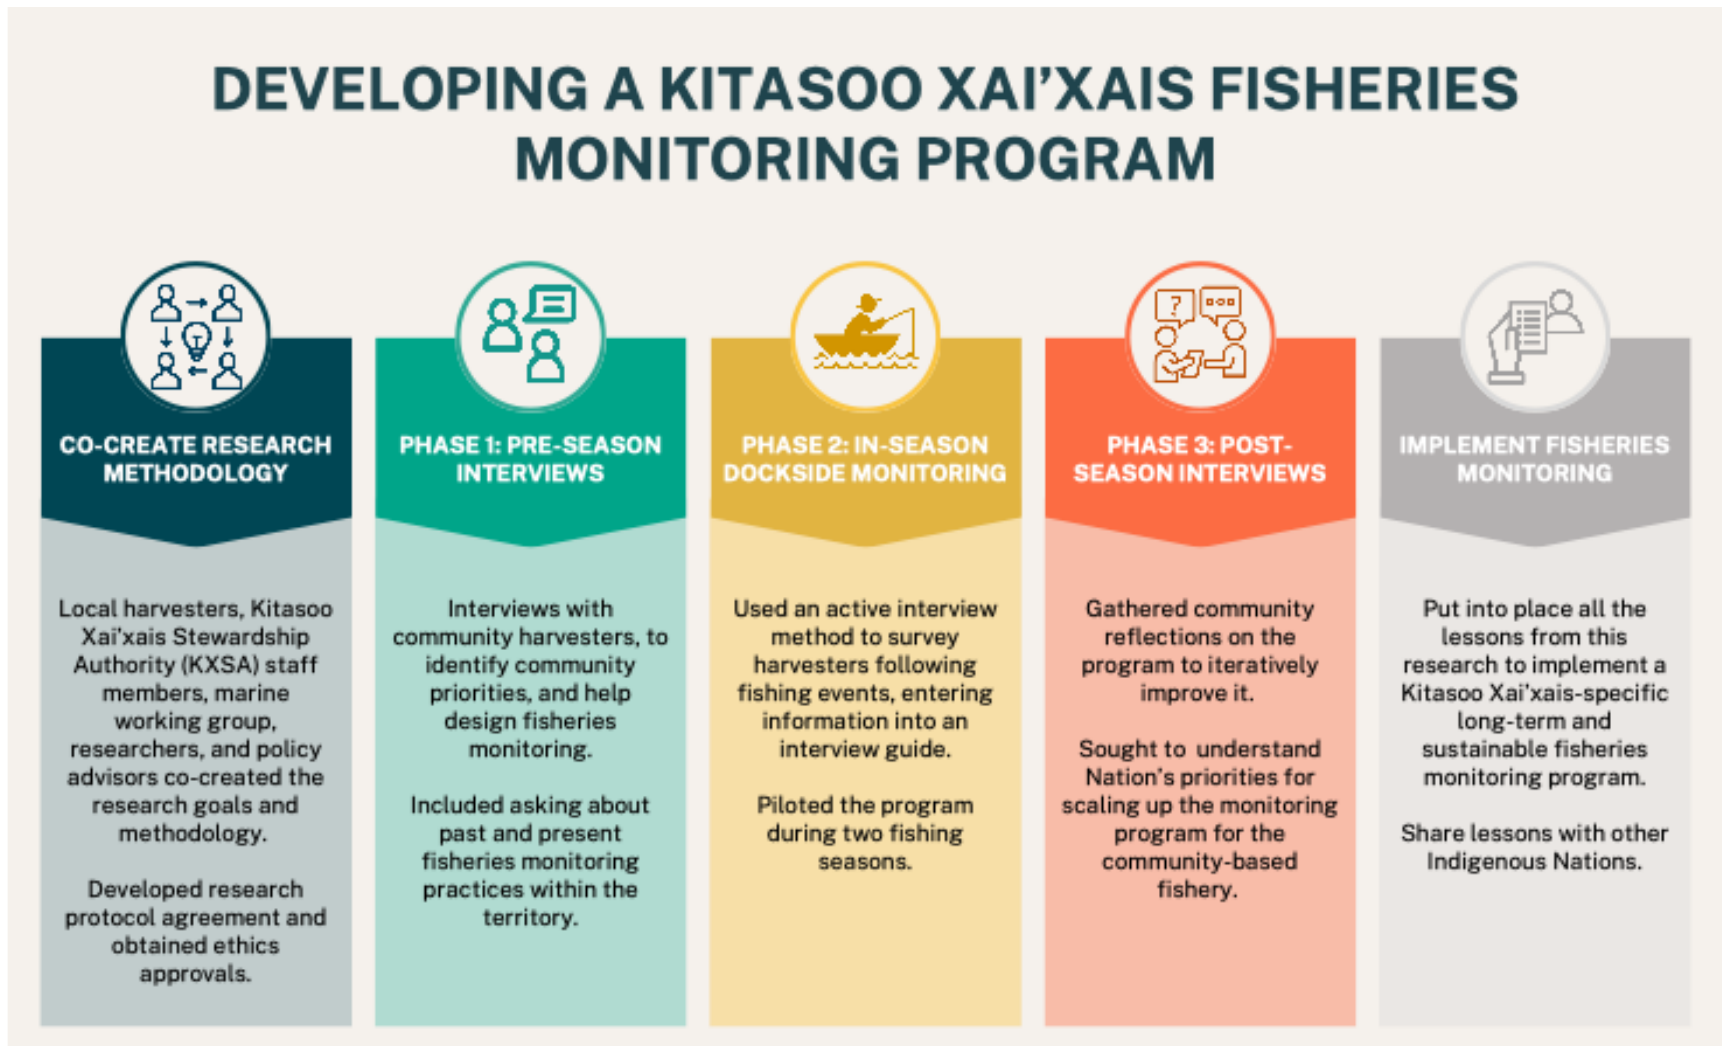 DEVELOPING A KITASOO XAI'XAIS FISHERIES
MONITORING PROGRAM
CO-CREATE RESEARCH
METHODOLOGY
Local harvesters, Kitasoo
Xai'xais Stewardship
Authority (KXSA) staff
members, marine
working group,
researchers, and policy
advisors co-created the
research goals and
methodology.
Developed research
protocol agreement and
obtained ethics
approvals.
PHASE 1: PRE-SEASON
INTERVIEWS
Interviews with
community harvesters, to
identify community
priorities, and help
design fisheries
monitoring.
Included asking about
past and present
fisheries monitoring
practices within the
territory.
PHASE 2: IN-SEASON
DOCKSIDE MONITORING
Used an active interview
method to survey
harvesters following
fishing events, entering
information into an
interview guide.
Piloted the program
during two fishing
seasons.
?
PHASE 3: POST-
SEASON INTERVIEWS
Gathered community
reflections on the
program to iteratively
improve it.
Sought to understand
Nation's priorities for
scaling up the monitoring
program for the
community-based
fishery.
IMPLEMENT FISHERIES
MONITORING
Put into place all the
lessons from this
research to implement a
Kitasoo Xai'xais-specific
long-term and
sustainable fisheries
monitoring program.
Share lessons with other
Indigenous Nations.